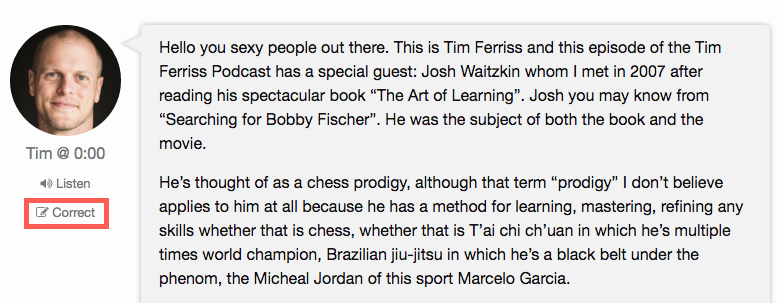 Hello you sexy people out there. This is Tim Ferriss and this episode of the Tim
Ferriss Podcast has a special guest: Josh Waitzkin whom I met in 2007 after
reading his spectacular book “The Art of Learning”. Josh you may know from
“Searching for Bobby Fischer”. He was the subject of both the book and the
movie.
He’s thought of as a chess prodigy, although that term “prodigy” I don’t believe
applies to him at all because he has a method for learning, mastering, refining any
skills whether that is chess, whether that is T’ai chi ch’uan in which he’s multiple
times world champion, Brazilian jiu-jitsu in which he’s a black belt under the
phenom, the Micheal Jordan of this sport Marcelo Garcia.
Tim @ 0:00
Listen
Correct